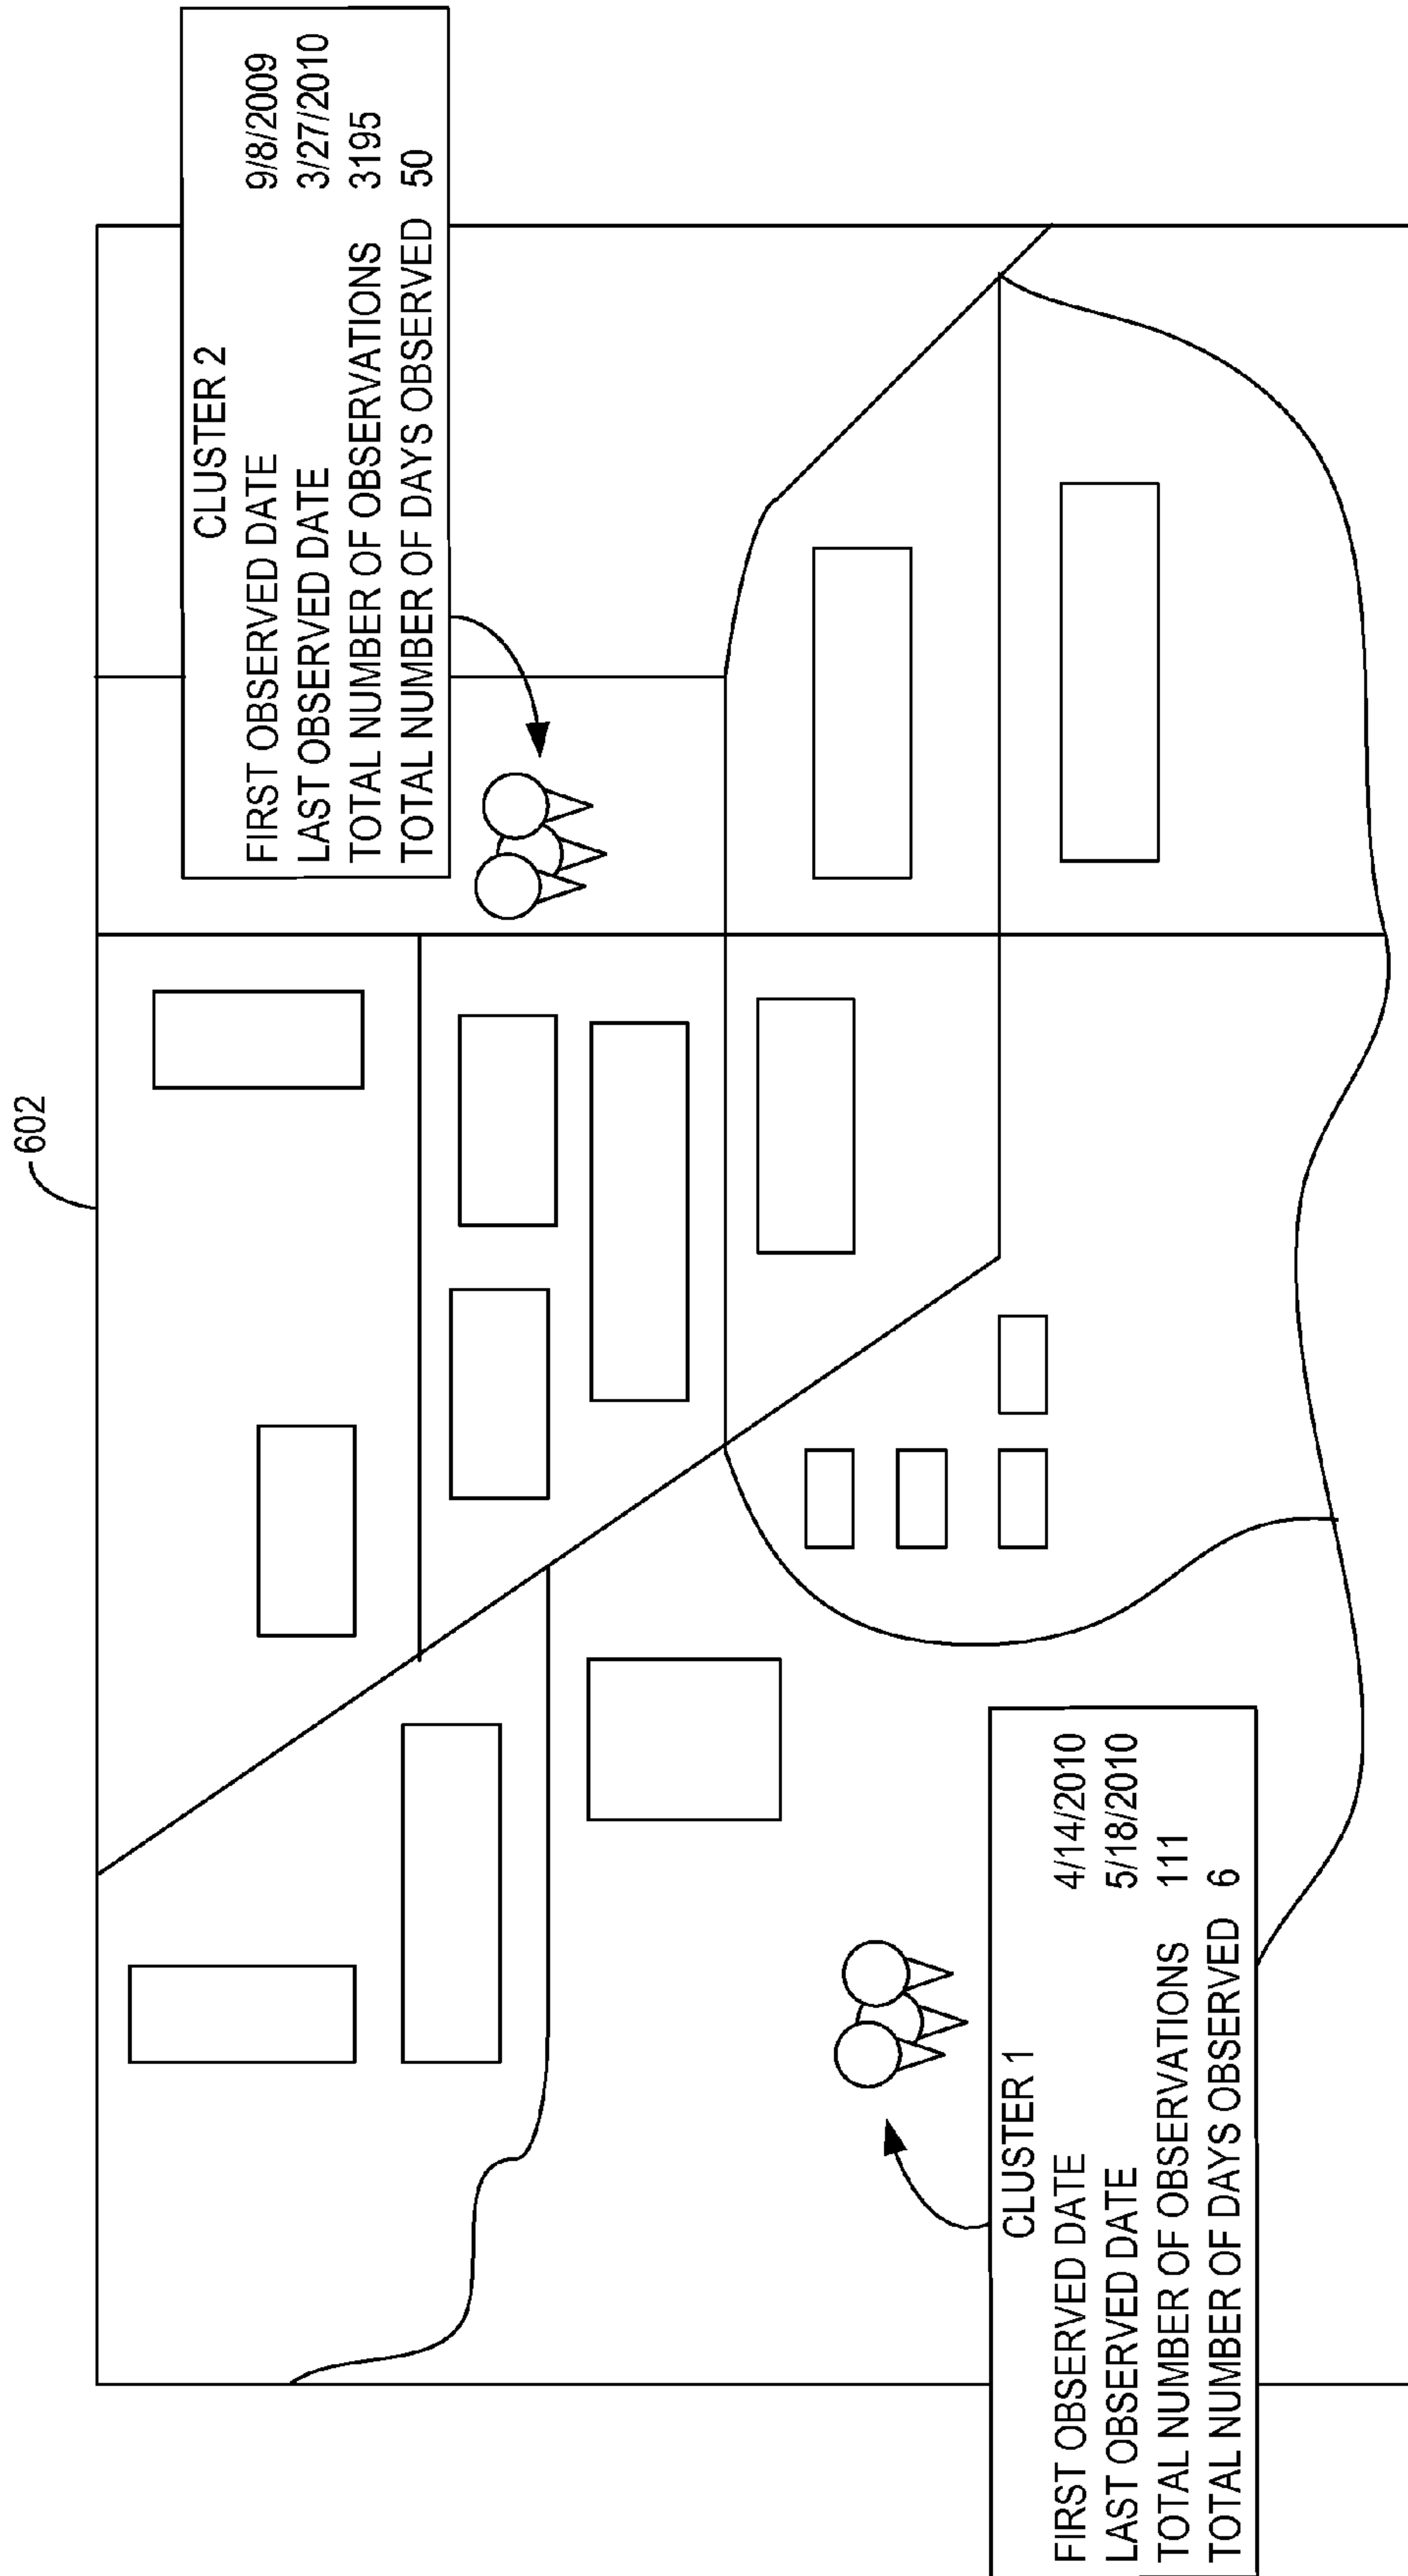 602
CLUSTER 2
FIRST OBSERVED DATE 9/8/2009
LAST OBSERVED DATE 3/27/2010
TOTAL NUMBER OF OBSERVATIONS 3195
TOTAL NUMBER OF DAYS OBSERVED 50
CLUSTER 1
FIRST OBSERVED DATE 4/14/2010
LAST OBSERVED DATE 5/18/2010
TOTAL NUMBER OF OBSERVATIONS 111
TOTAL NUMBER OF DAYS OBSERVED 6